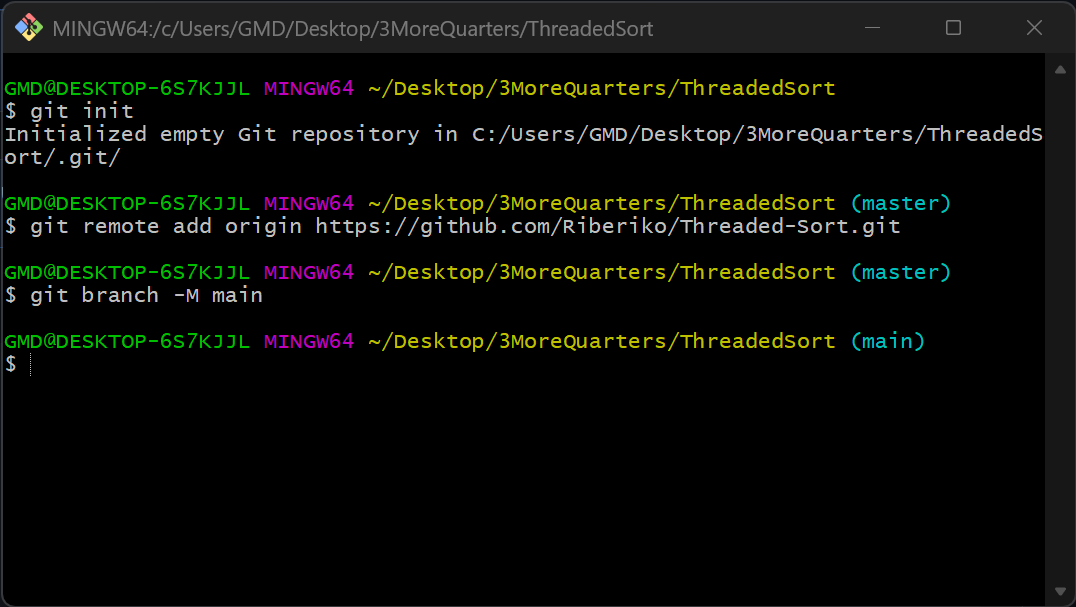 MINGW64:/c/Users/GMD/Desktop/3MoreQuarters/ThreadedSort
GMD@DESKTOP-6S7KJJL MINGW64 ~/Desktop/3MoreQuarters/ThreadedSort
$ git init
Initialized empty Git repository in C:/Users/GMD/Desktop/3MoreQuarters/ThreadedS
ort/.git/
GMD@DESKTOP-6S7KJJL MINGW64 ~/Desktop/3MoreQuarters/ThreadedSort (master)
$ git remote add origin https://github.com/Riberiko/Threaded-Sort.git
GMD@DESKTOP-6S7KJJL MINGW64 ~/Desktop/3MoreQuarters/ThreadedSort (master)
$ git branch -M main
GMD@DESKTOP-6S7KJJL MINGW64 ~/Desktop/3MoreQuarters/ThreadedSort (main)
$